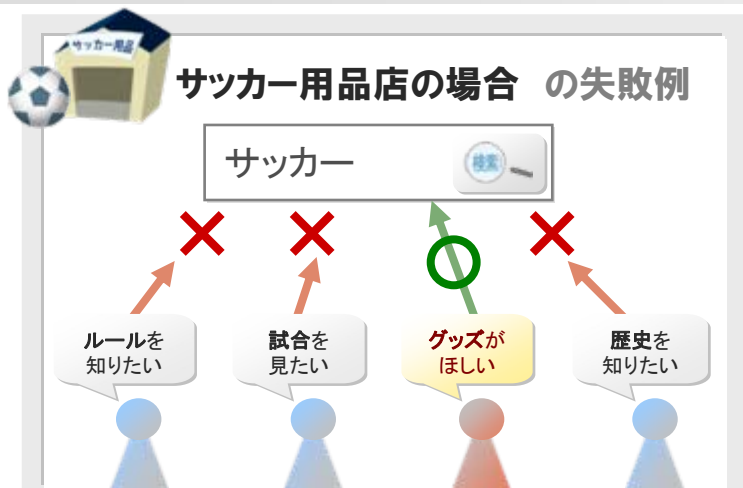 サッカー用品
サッカー用品店の場合 の失敗例
サッカー
検索
ルールを
知りたい
試合を
見たい
グッズが
ほしい
歴史を
知りたい